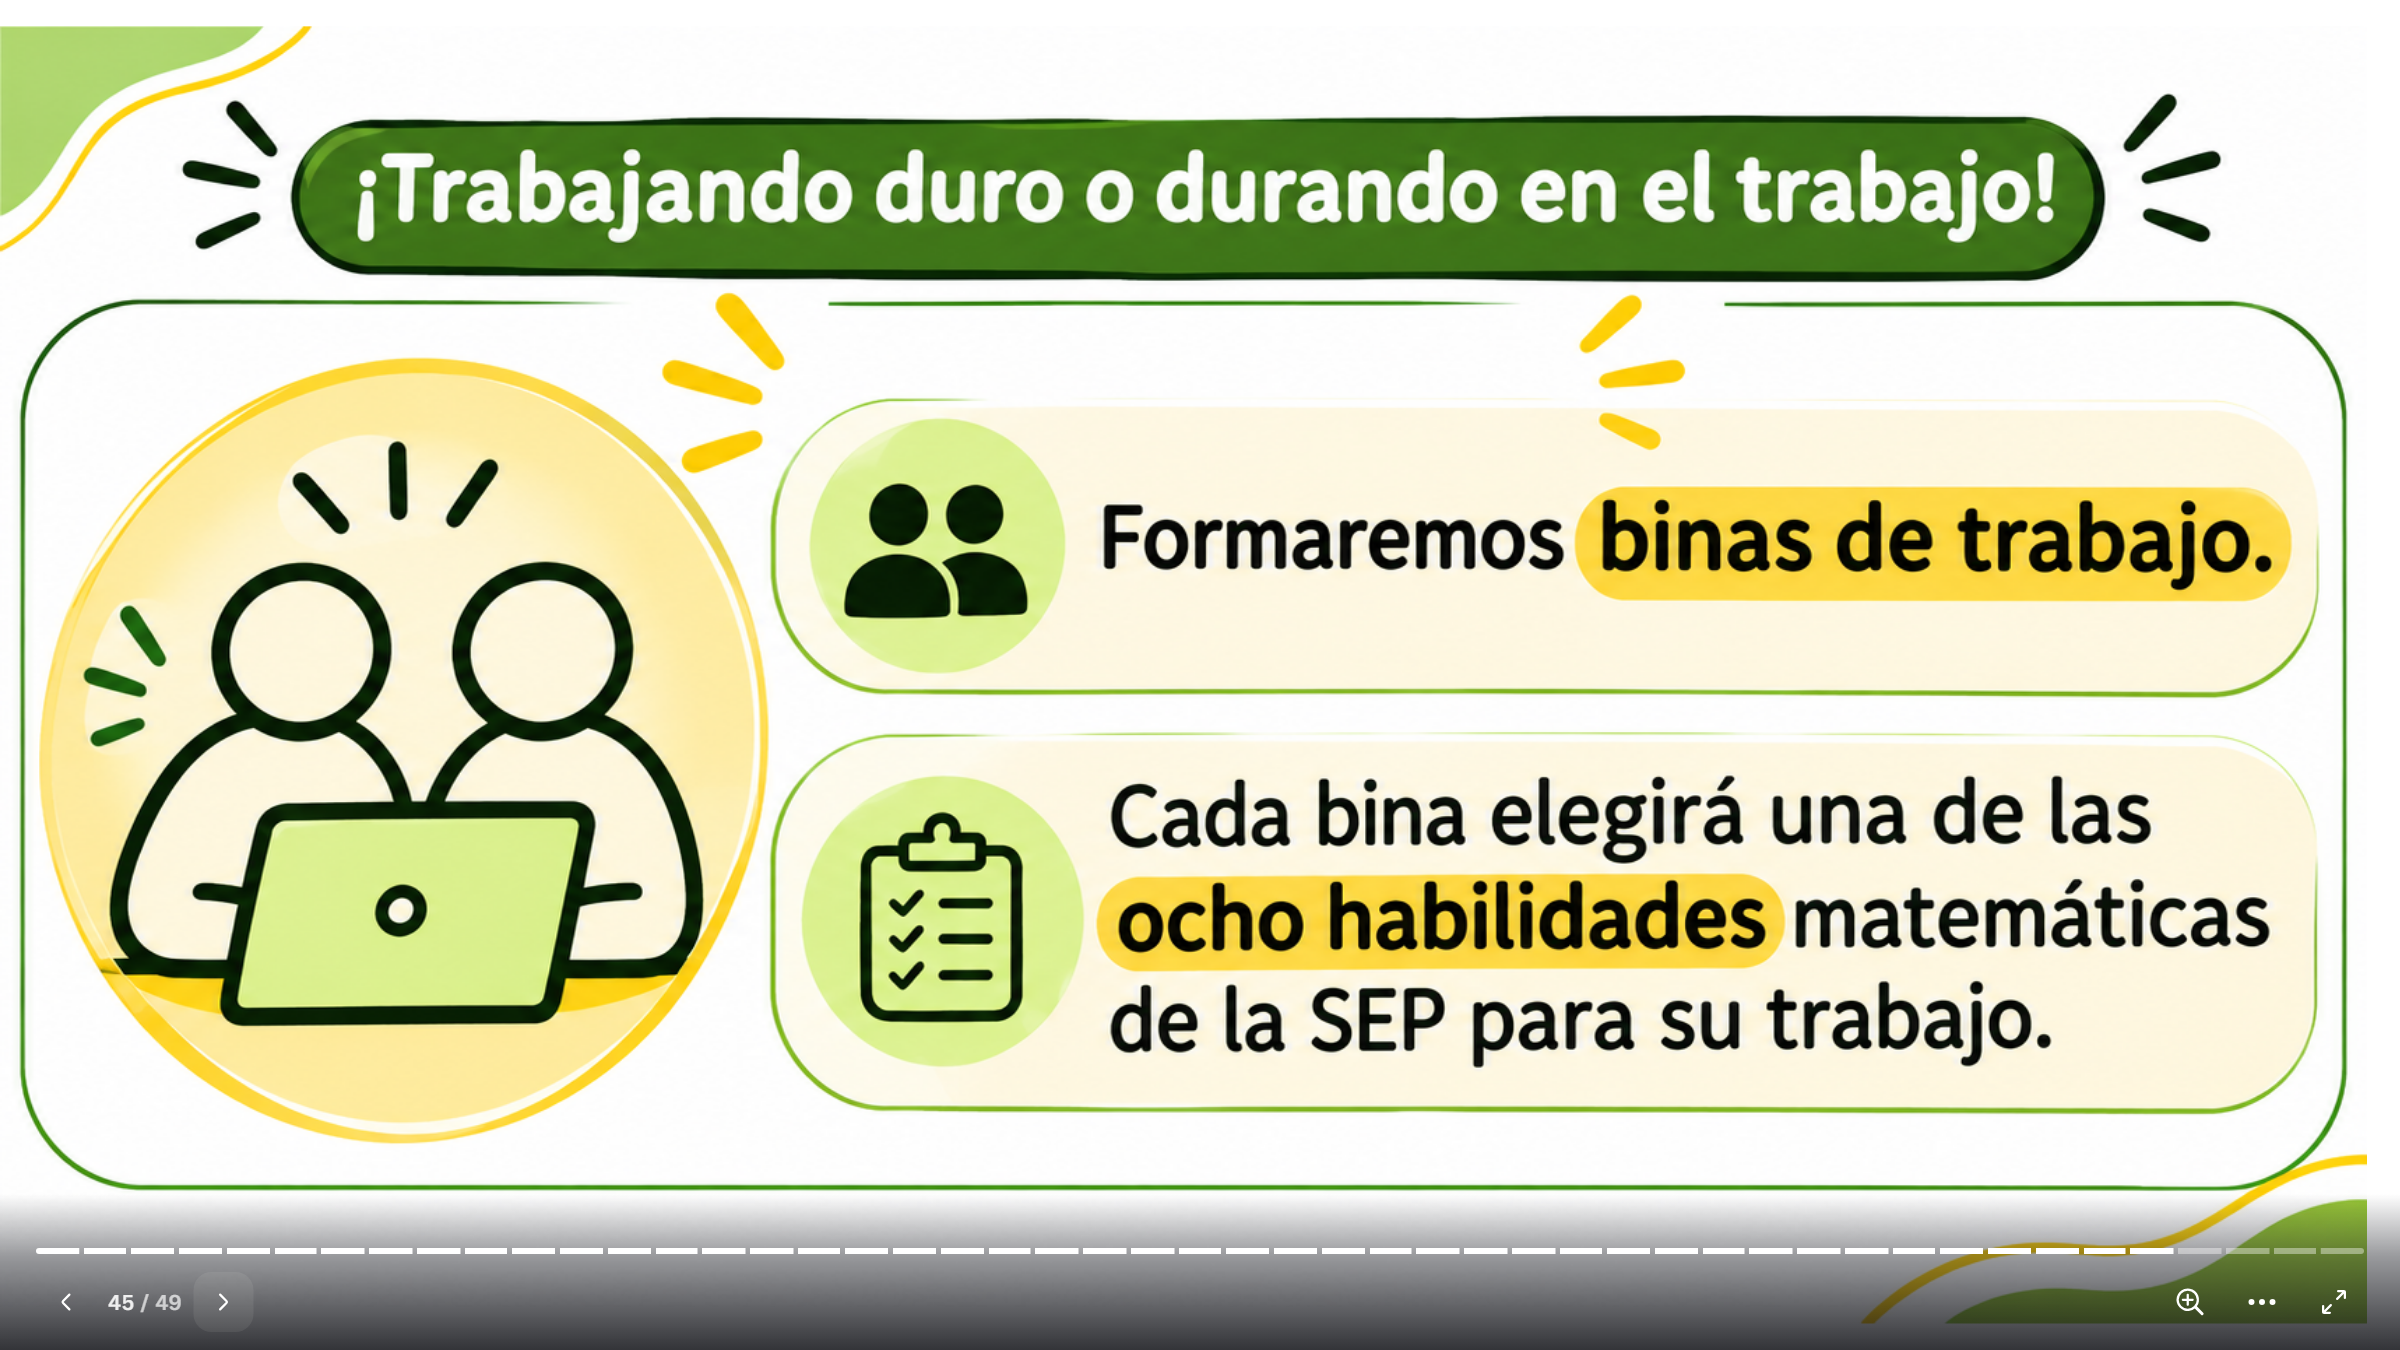 ¡Trabajando duro o durando en el trabajo!
Formaremos binas de trabajo.
Cada bina elegirá una de las
ocho habilidades matemáticas
de la SEP para su trabajo.
45 / 49